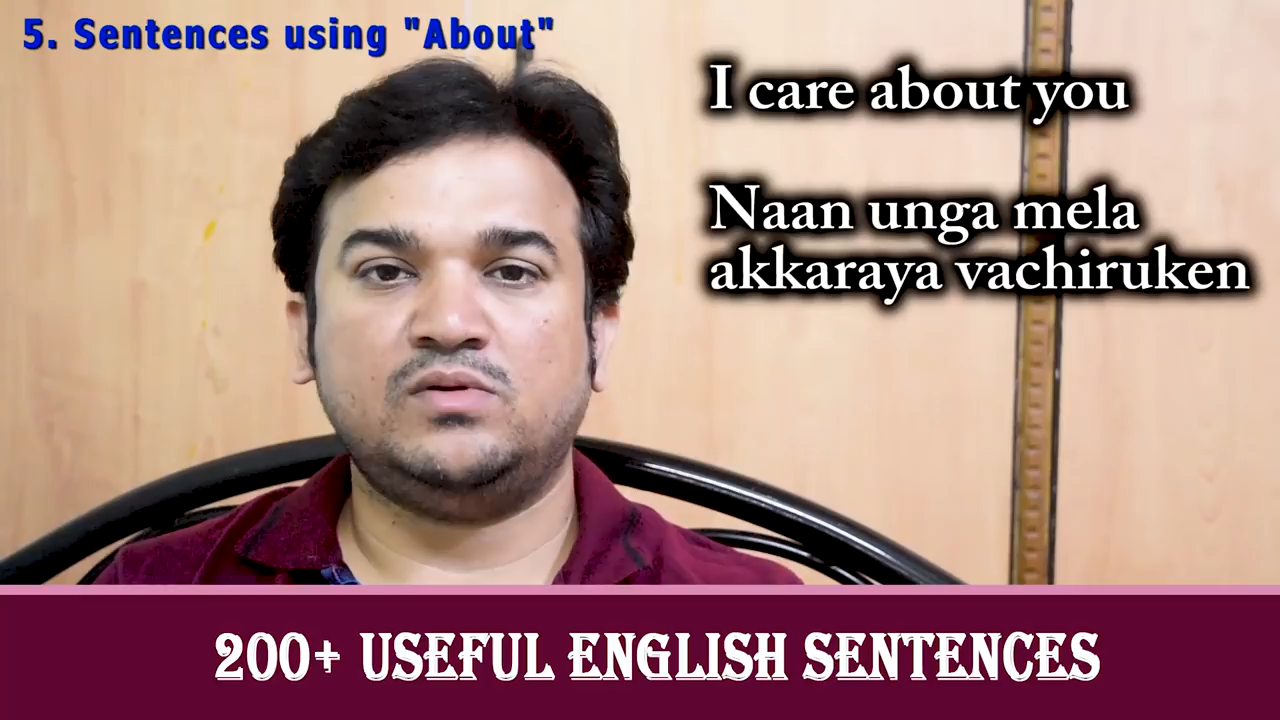 5. Sentences using "About"
I care about you
Naan unga mela
akkaraya vachiruken
200+ USEFUL ENGLISH SENTENCES